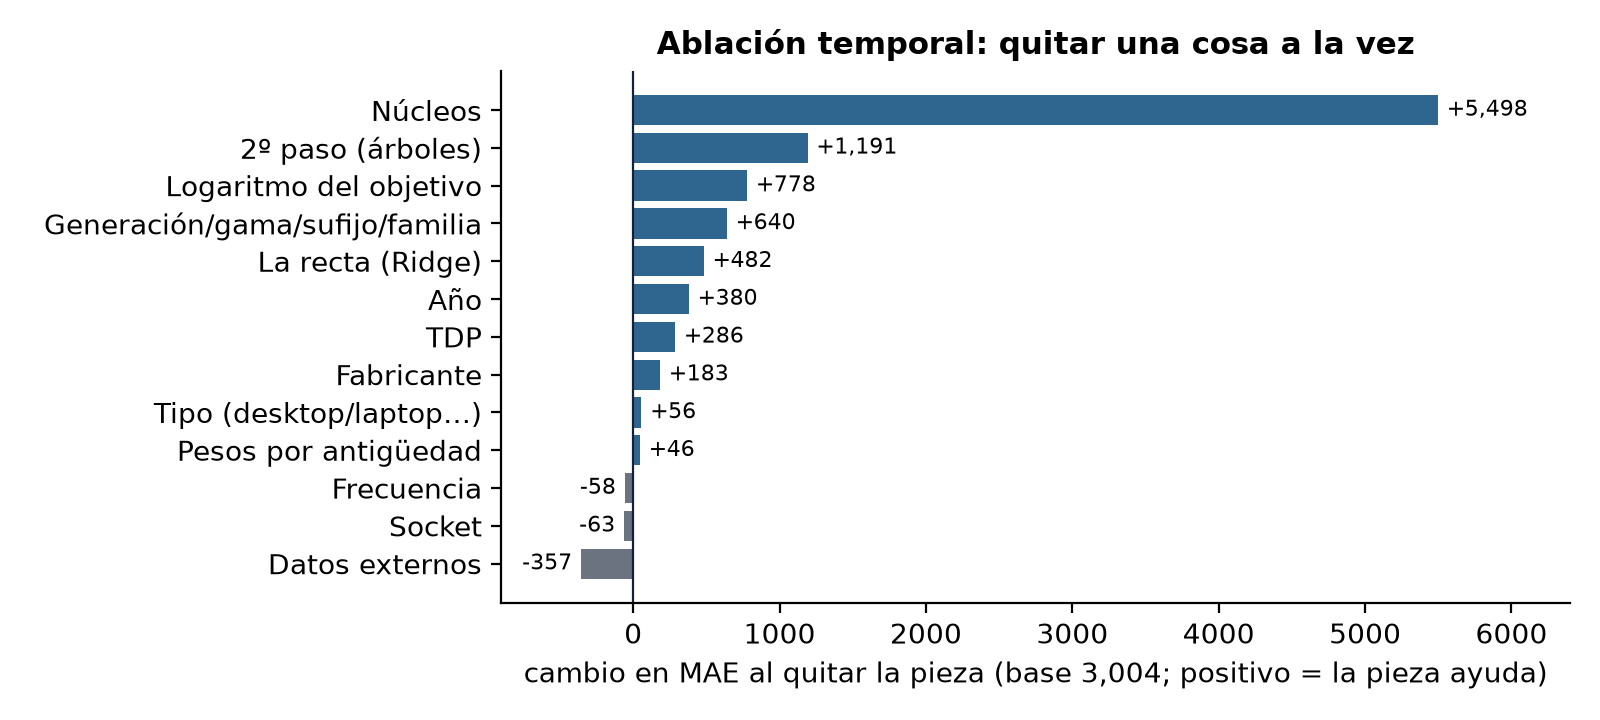 Ablación temporal: quitar una cosa a la vez
Núcleos +5,498
2º paso (árboles) +1,191
Logaritmo del objetivo +778
Generación/gama/sufijo/familia +640
La recta (Ridge) +482
Año +380
TDP +286
Fabricante +183
Tipo (desktop/laptop…) +56
Pesos por antigüedad +46
Frecuencia -58
Socket -63
Datos externos -357
0 1000 2000 3000 4000 5000 6000
cambio en MAE al quitar la pieza (base 3,004; positivo = la pieza ayuda)